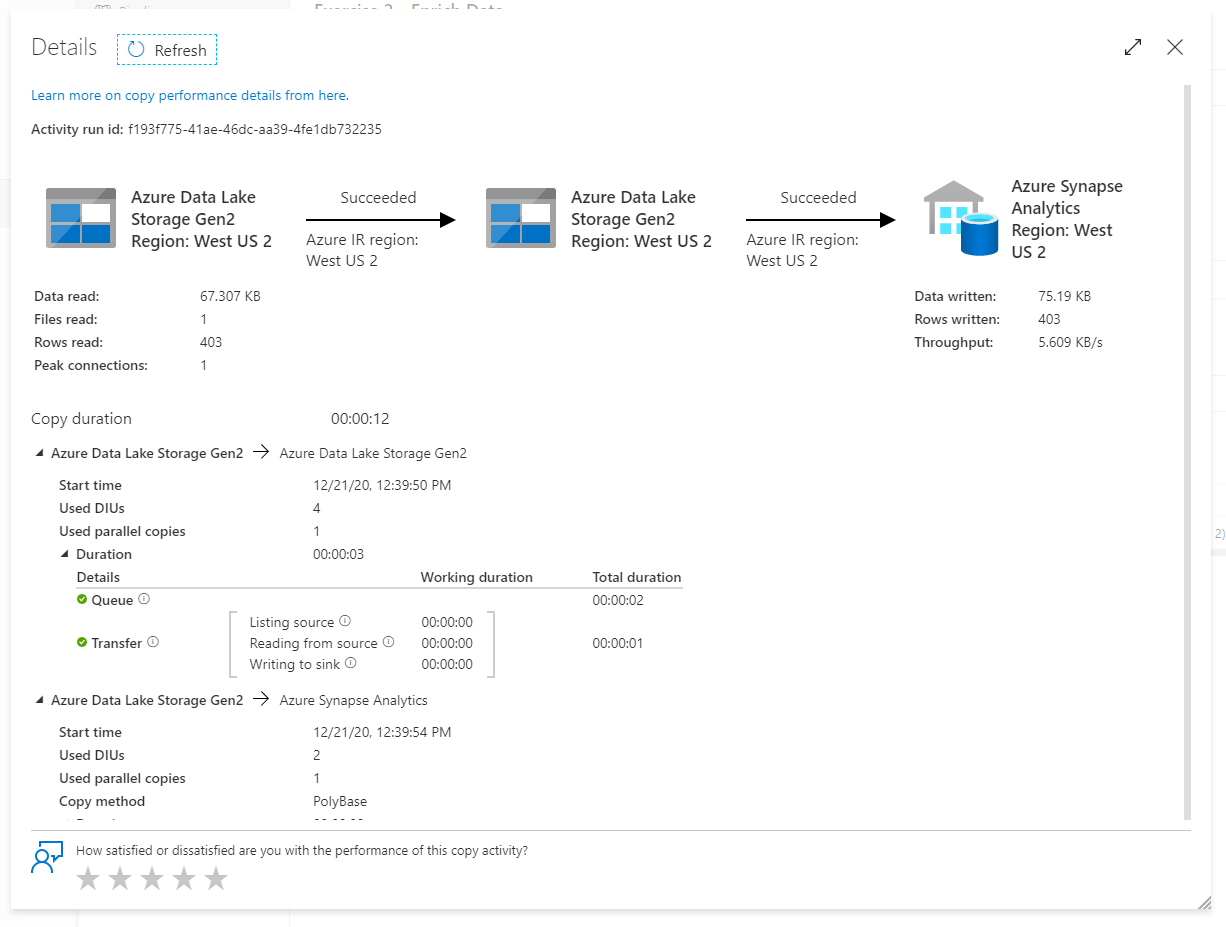 Details
Refresh
Learn more on copy performance details from here.
Activity run id: f193f775-41ae-46dc-aa39-4fe1db732235
Azure Data Lake
Storage Gen2
Region: West US 2
Succeeded
Azure IR region:
West US 2
Azure Data Lake
Storage Gen2
Region: West US 2
Succeeded
Azure IR region:
West US 2
Azure Synapse
Analytics
Region: West
US 2
Data read: 67.307 KB
Files read: 1
Rows read: 403
Peak connections: 1
Data written: 75.19 KB
Rows written: 403
Throughput: 5.609 KB/s
Copy duration 00:00:12
Azure Data Lake Storage Gen2 → Azure Data Lake Storage Gen2
Start time 12/21/20, 12:39:50 PM
Used DIUs 4
Used parallel copies 1
Duration 00:00:03
Details Working duration Total duration
Queue 00:00:02
Listing source 00:00:00
Transfer Reading from source 00:00:00 00:00:01
Writing to sink 00:00:00
Azure Data Lake Storage Gen2 → Azure Synapse Analytics
Start time 12/21/20, 12:39:54 PM
Used DIUs 2
Used parallel copies 1
Copy method PolyBase
2)
How satisfied or dissatisfied are you with the performance of this copy activity?